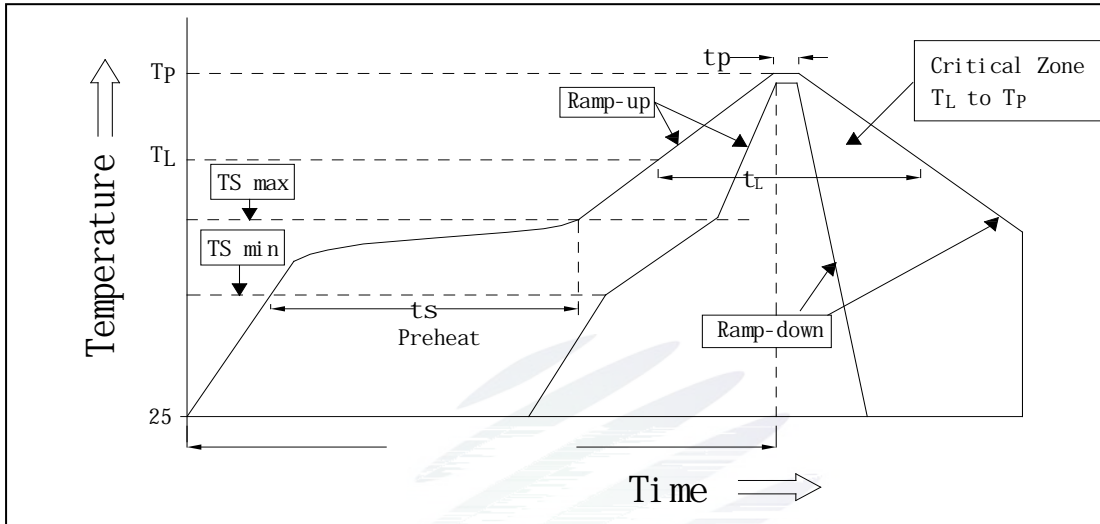 tp
TP
Critical Zone
TL to TP
Ramp-up
TL
tL
TS max
TS min
ts
Preheat
Ramp-down
Temperature
25
Time